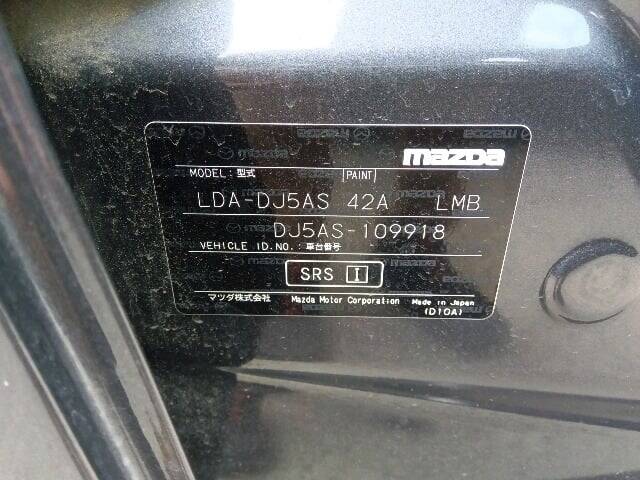 mazda
MODEL:型式 PAINT
LDA-DJ5AS 42A LMB
DJ5AS-109918
VEHICLE ID.NO.:車台番号
SRS I
マツダ株式会社 Mazda Motor Corporation Made in Japan
(D10A)